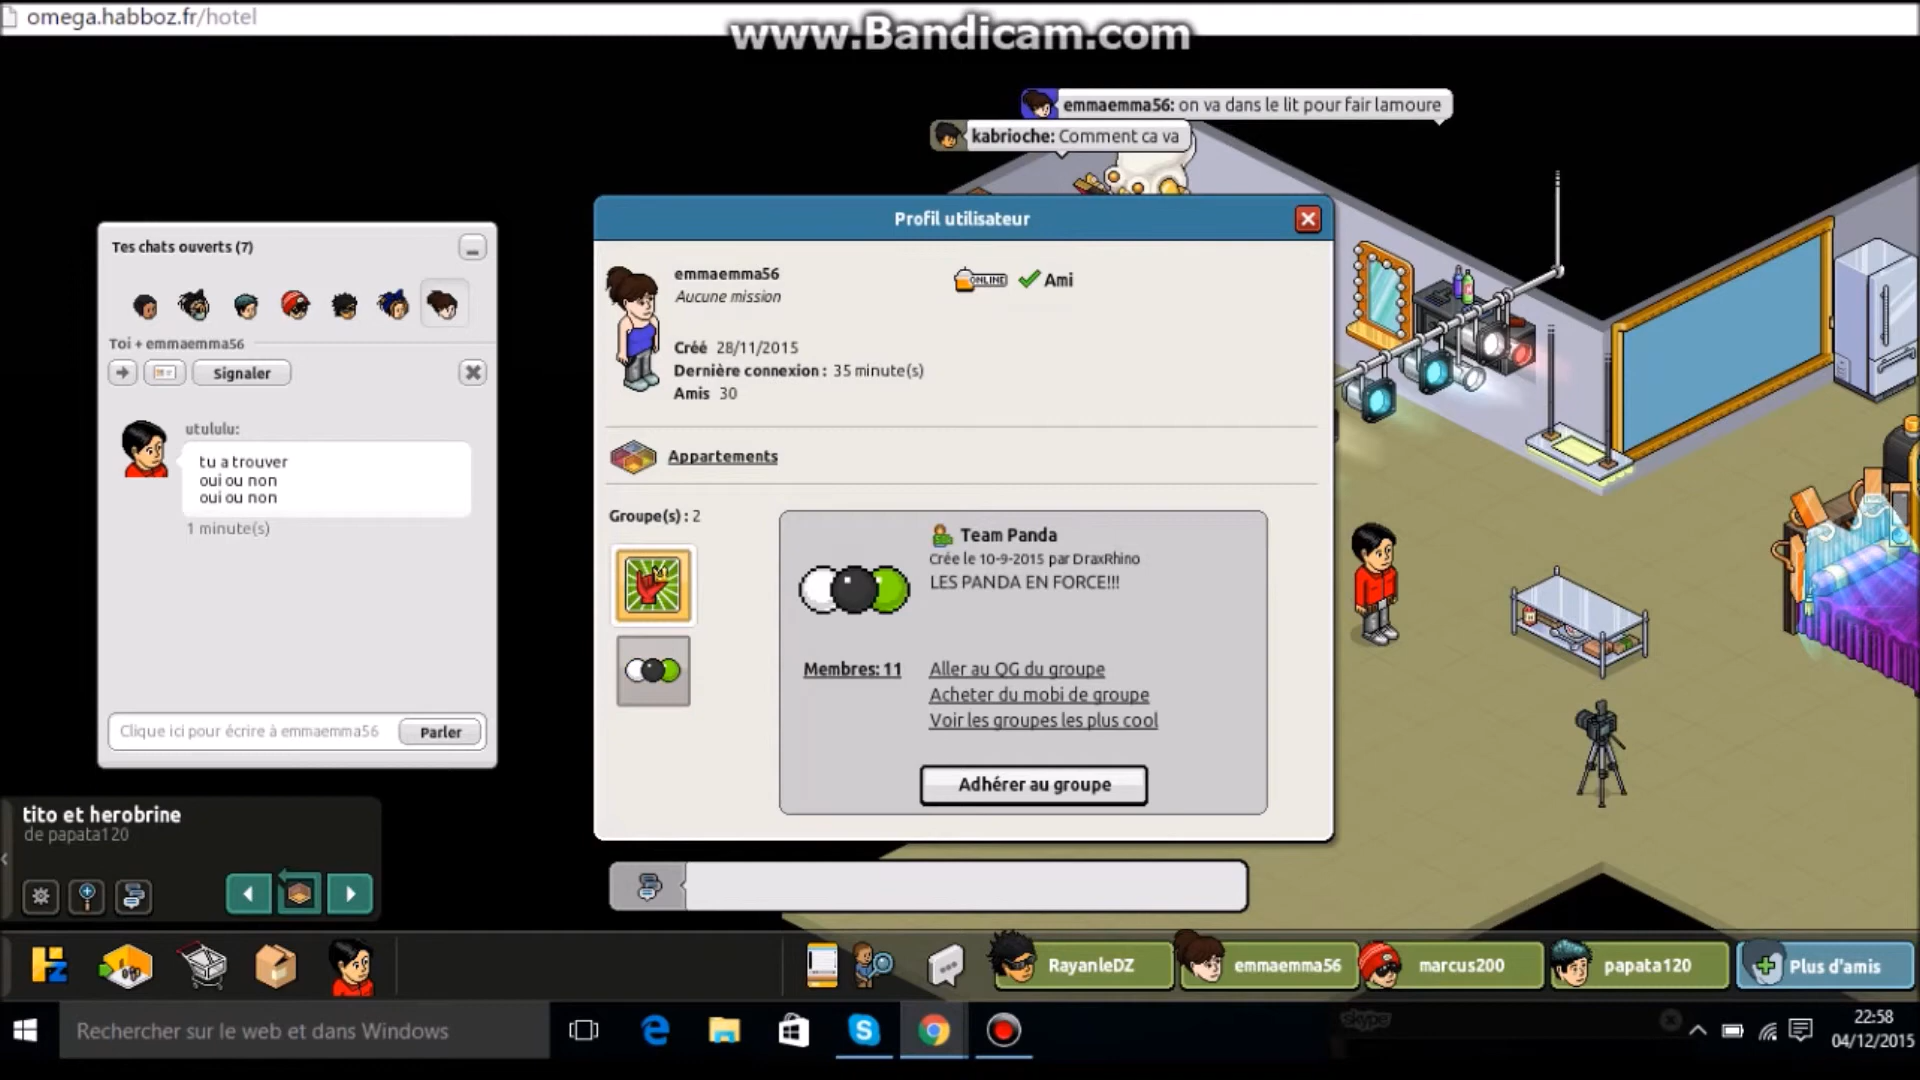 omega.habboz.fr/hotel
www.Bandicam.com
emmaemma56: on va dans le lit pour fair lamoure
kabrioche: Comment ca va
Tes chats ouverts (7)
Toi + emmaemma56
Signaler
utululu:
tu a trouver
oui ou non
oui ou non
1 minute(s)
Clique ici pour écrire à emmaemma56
Parler
Profil utilisateur
emmaemma56
Aucune mission
ONLINE
Ami
Créé 28/11/2015
Dernière connexion : 35 minute(s)
Amis 30
Appartements
Groupe(s) : 2
Team Panda
Crée le 10-9-2015 par DraxRhino
LES PANDA EN FORCE!!!
Membres: 11
Aller au QG du groupe
Acheter du mobi de groupe
Voir les groupes les plus cool
Adhérer au groupe
tito et herobrine
de papata120
RayanleDZ
emmaemma56
marcus200
papata120
Plus d'amis
Rechercher sur le web et dans Windows
skype
22:58
04/12/2015